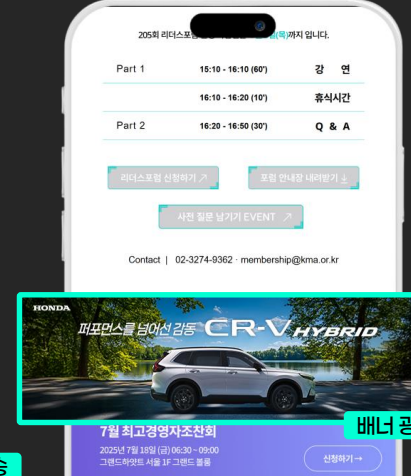 205회 리더스포럼
(목)까지 입니다.
Part 1 15:10 - 16:10 (60') 강 연
16:10 - 16:20 (10') 휴식시간
Part 2 16:20 - 16:50 (30') Q & A
리더스포럼 신청하기 ↗
포럼 안내장 내려받기 ↓
사전 질문 남기기 EVENT ↗
Contact | 02-3274-9362 · membership@kma.or.kr
HONDA
퍼포먼스를 넘어선 감동 CR-V HYBRID
배너 광
7월 최고경영자조찬회
2025년 7월 18일 (금) 06:30 ~ 09:00
그랜드하얏트 서울 1F 그랜드 볼룸
신청하기 →